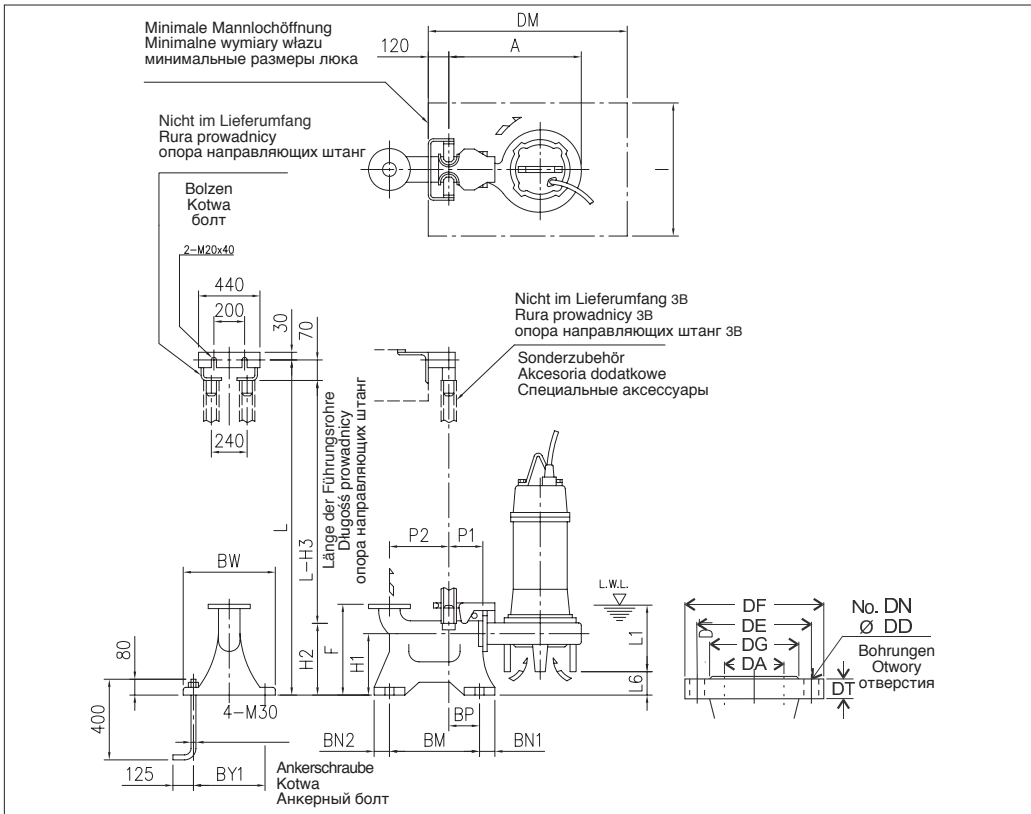 Minimale Mannlochöffnung
Minimalne wymiary włazu
минимальные размеры люка
DM
120
A
I
Nicht im Lieferumfang
Rura prowadnicy
опора направляющих штанг
Bolzen
Kotwa
болт
2-M20x40
440
200
30
70
240
Nicht im Lieferumfang 3B
Rura prowadnicy 3B
опора направляющих штанг 3B
Sonderzubehör
Akcesoria dodatkowe
Специальные аксессуары
L
L-H3
Länge der Führungsrohre
Długość prowadnicy
опора направляющих штанг
P2
P1
BW
L.W.L.
H2
F
H1
L1
L6
80
400
4-M30
125
BY1
BN2
BM
BP
BN1
Ankerschraube
Kotwa
Анкерный болт
DF
DE
DG
DA
DT
No. DN
Ø DD
Bohrungen
Otwory
отверстия